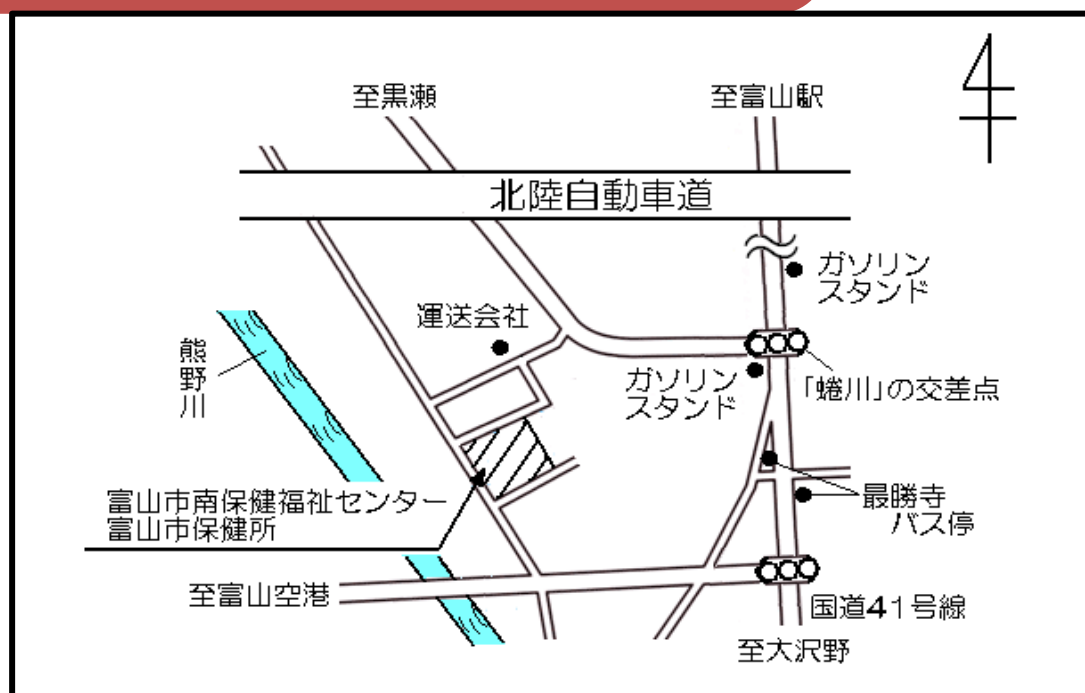 至黒瀬
至富山駅
北陸自動車道
ガソリン
スタンド
運送会社
熊野川
ガソリン
スタンド
「蜷川」の交差点
富山市南保健福祉センター
富山市保健所
最勝寺
バス停
至富山空港
国道41号線
至大沢野